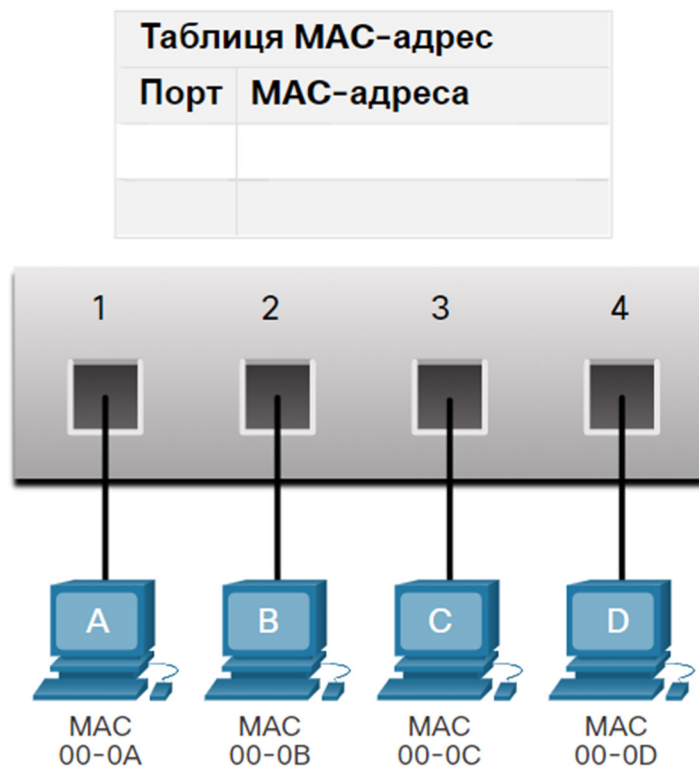 Таблиця MAC-адрес
Порт MAC-адреса
1 2 3 4
A B C D
MAC MAC MAC MAC
00-0A 00-0B 00-0C 00-0D